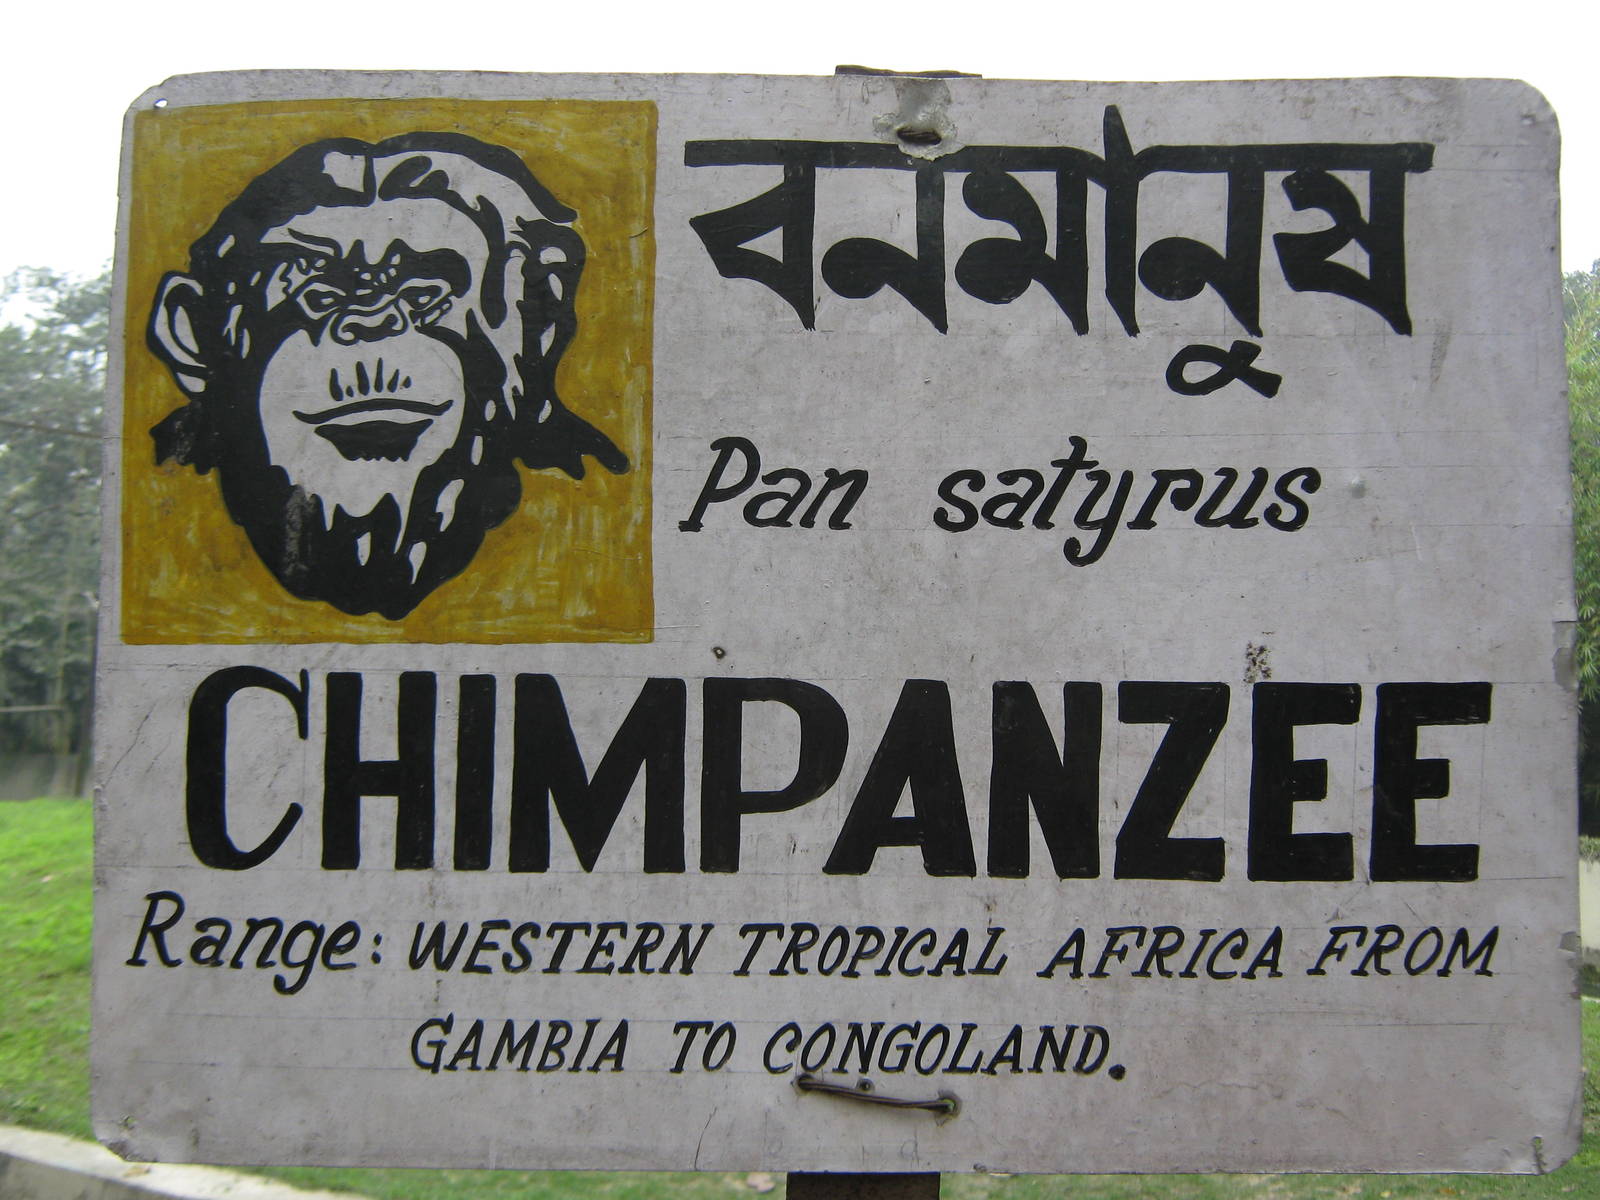 বনমানুষ
Pan satyrus
CHIMPANZEE
Range: WESTERN TROPICAL AFRICA FROM
GAMBIA TO CONGOLAND.